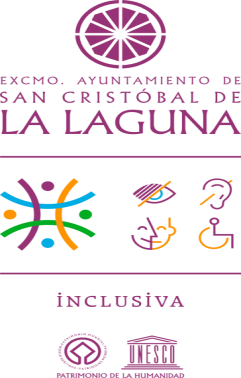 EXCMO. AYUNTAMIENTO DE
SAN CRISTÓBAL DE
LA LAGUNA
INCLUSIVA
UNESCO
PATRIMONIO DE LA HUMANIDAD